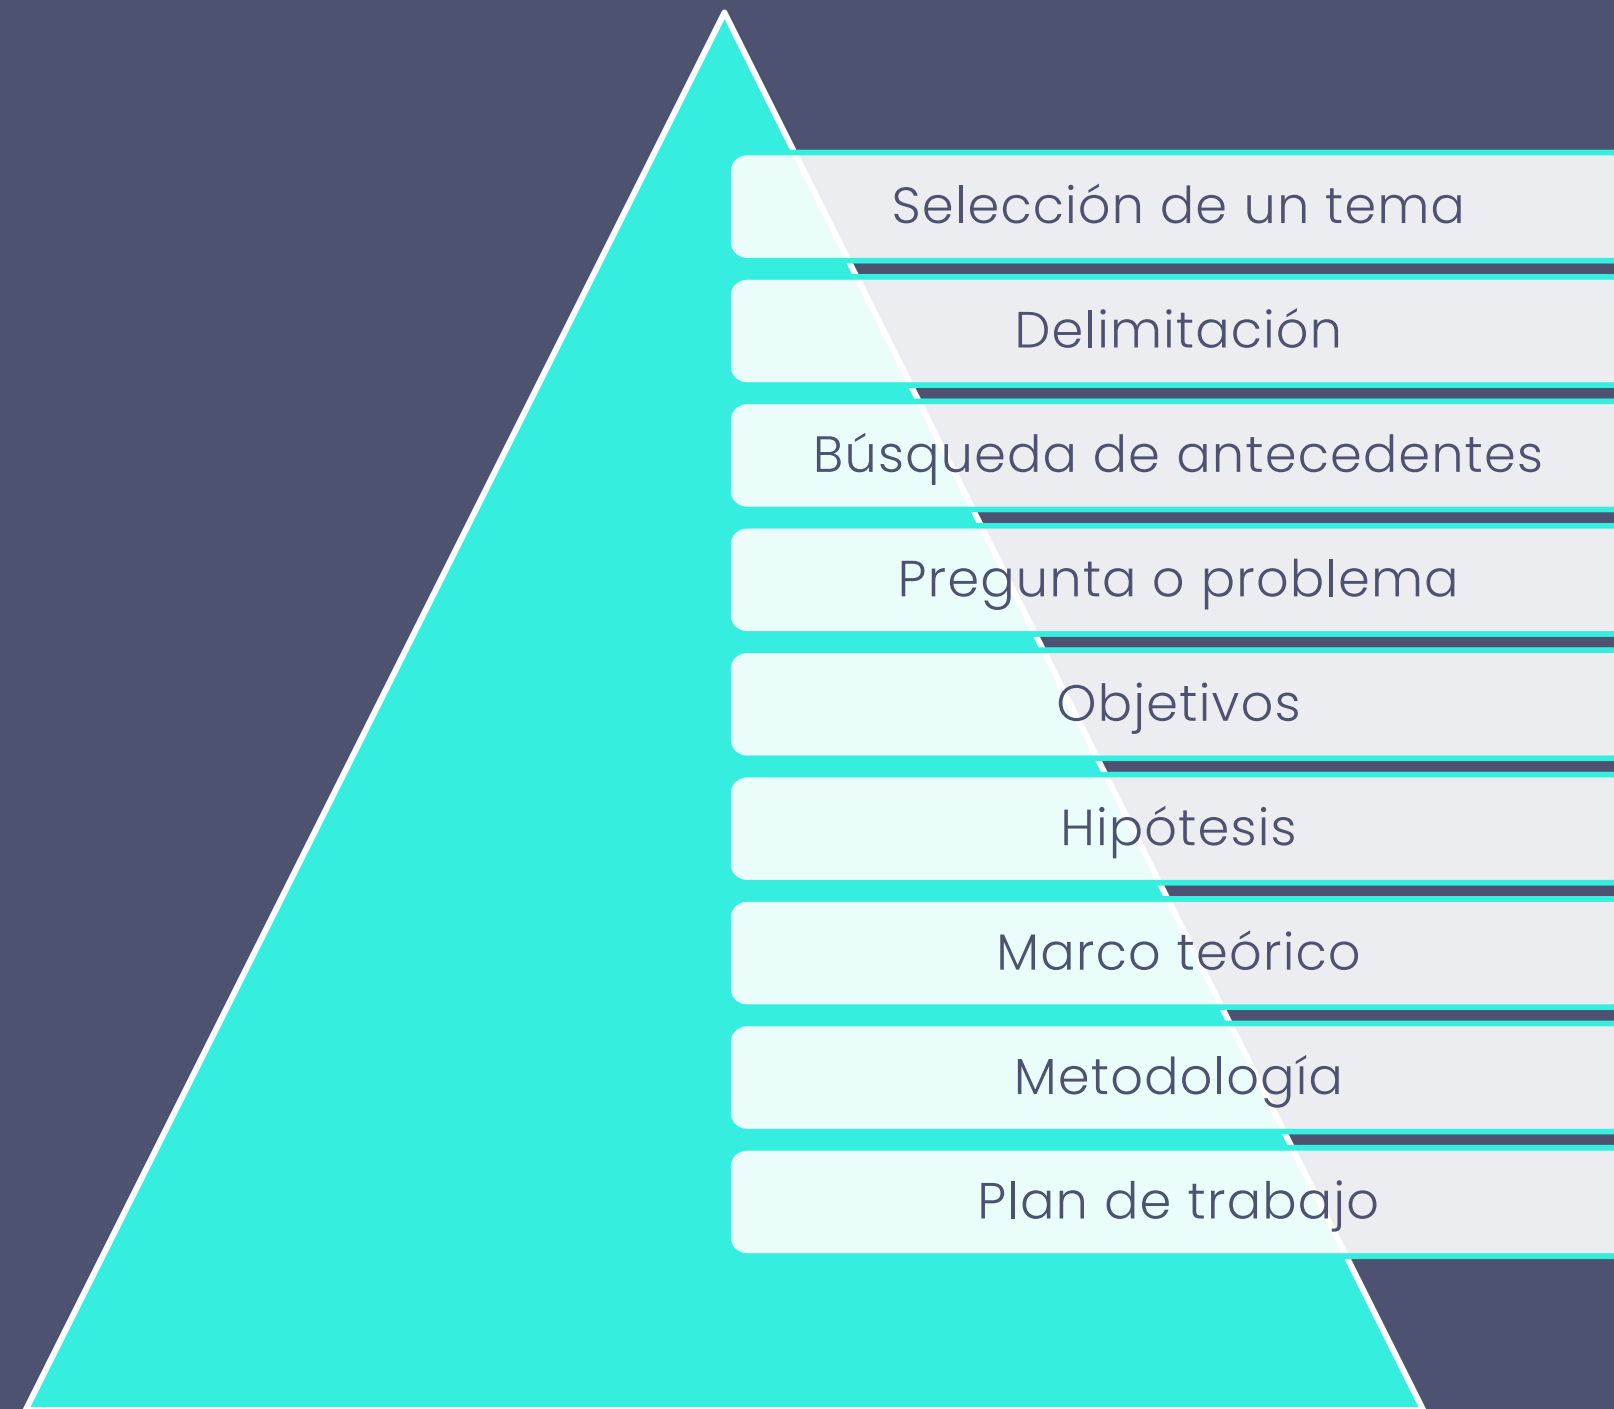 Selección de un tema
Delimitación
Búsqueda de antecedentes
Pregunta o problema
Objetivos
Hipótesis
Marco teórico
Metodología
Plan de trabajo